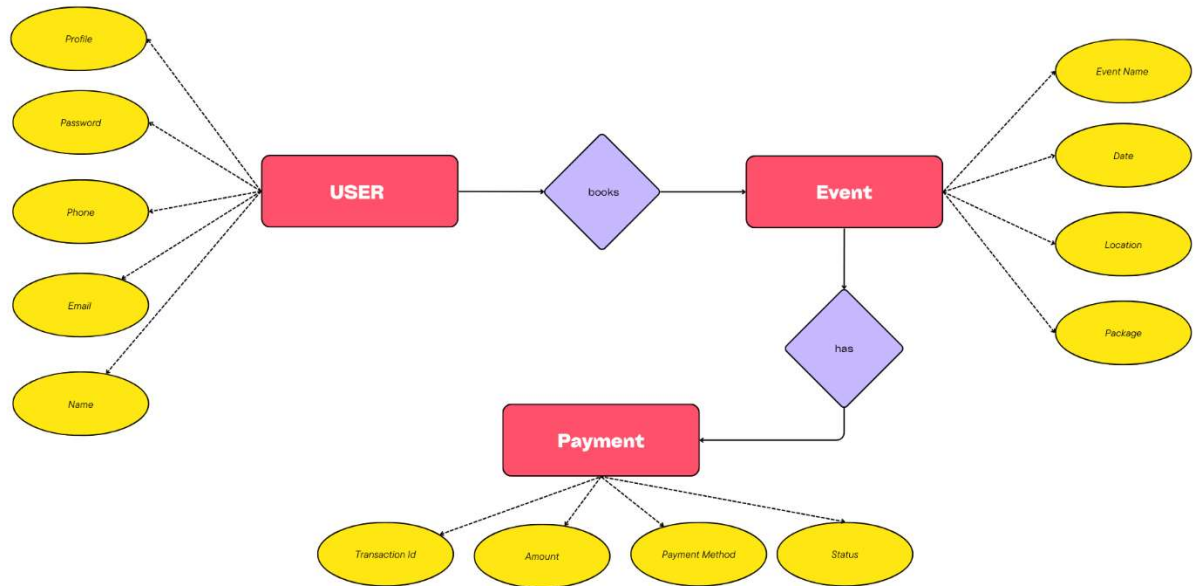 Profile
Event Name
Password
Date
USER
books
Event
Phone
Location
Email
Package
has
Name
Payment
Transaction Id
Amount
Payment Method
Status